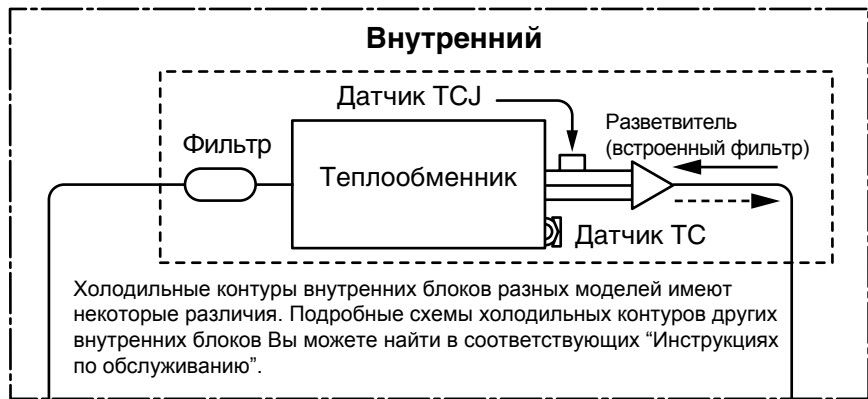 Внутренний
Датчик TCJ
Фильтр
Разветвитель
(встроенный фильтр)
Теплообменник
Датчик TC
Холодильные контуры внутренних блоков разных моделей имеют
некоторые различия. Подробные схемы холодильных контуров других
внутренних блоков Вы можете найти в соответствующих “Инструкциях
по обслуживанию”.